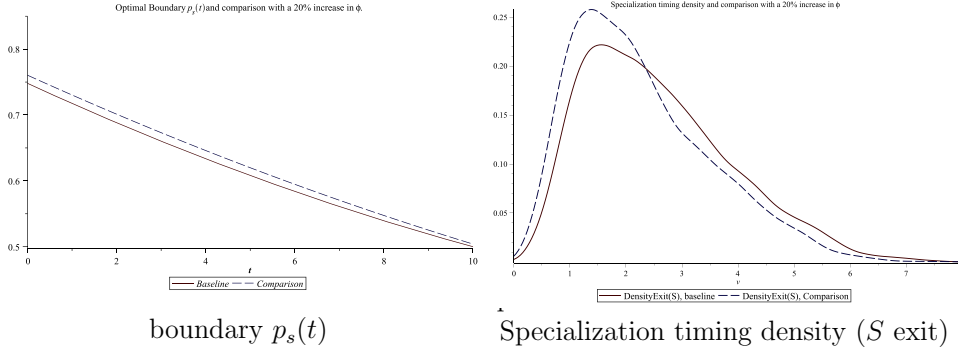 Optimal Boundary p_s(t)and comparison with a 20% increase in ϕ.
0.8
0.7
0.6
0.5
0 2 4 6 8 10
t
Baseline Comparison
boundary p_s(t)
Specialization timing density and comparison with a 20% increase in ϕ
0.25
0.20
0.15
0.10
0.05
0 1 2 3 4 5 6 7
v
DensityExit(S), baseline DensityExit(S), Comparison
Specialization timing density (S exit)